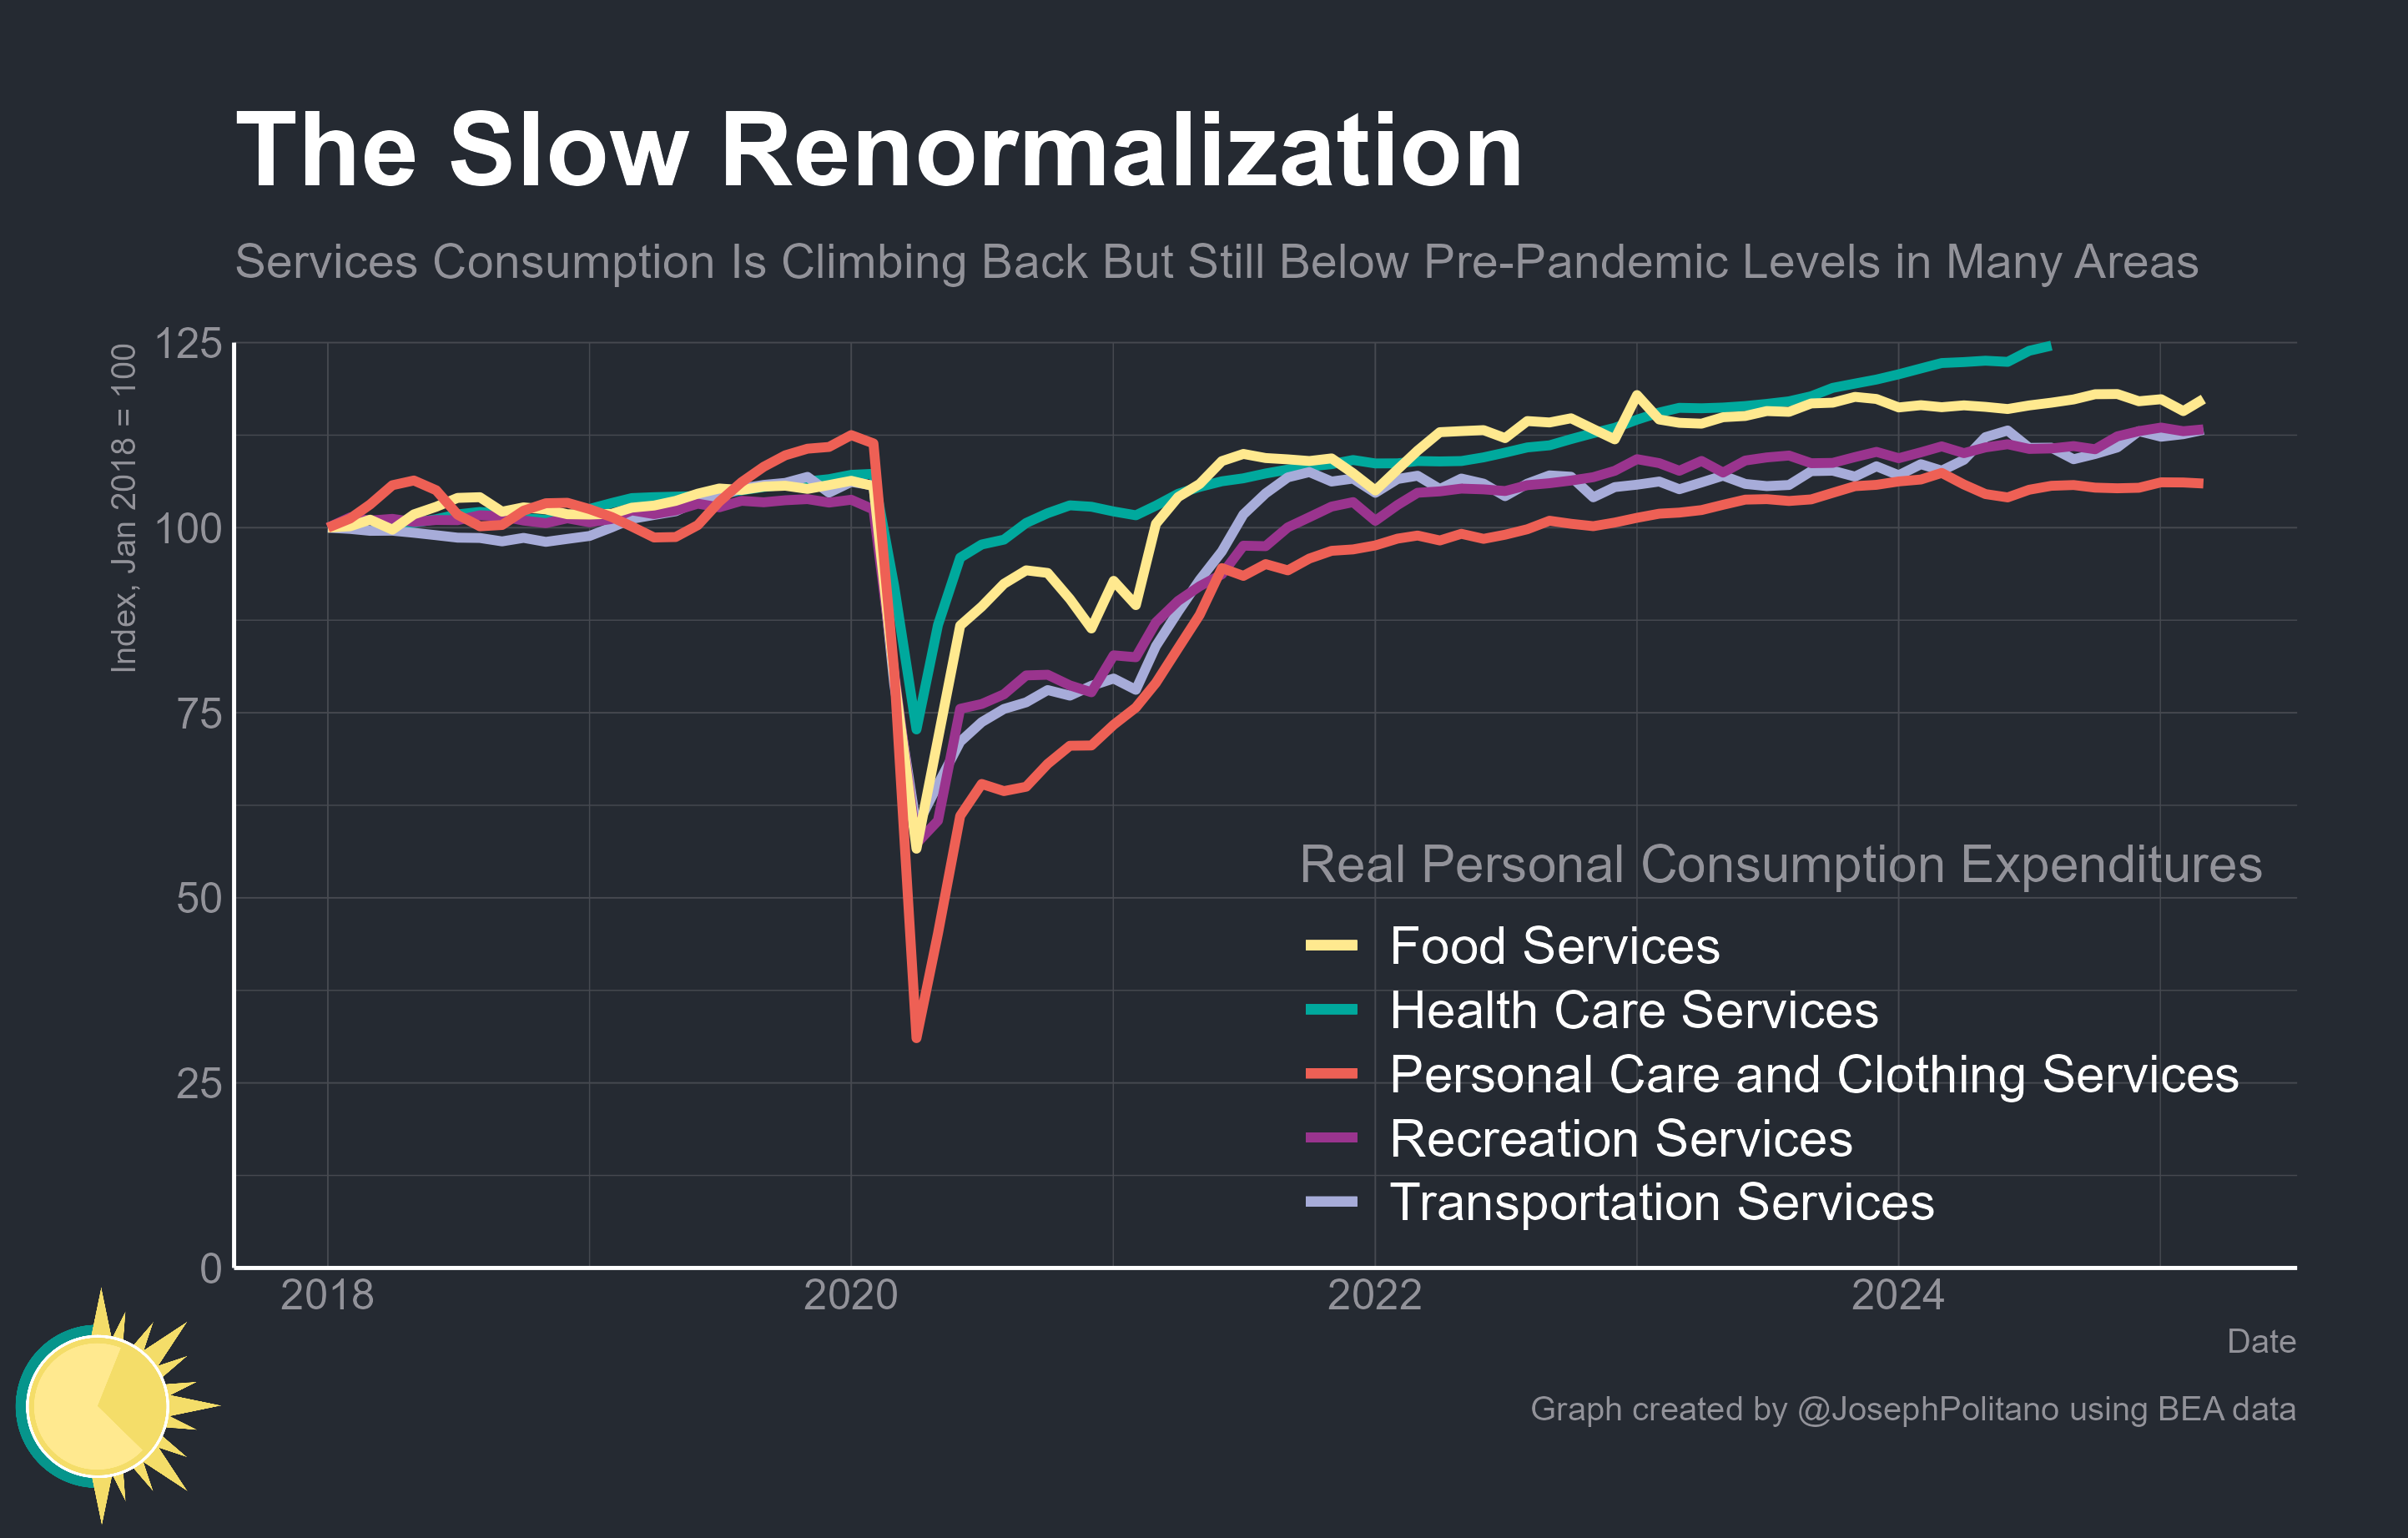 The Slow Renormalization
Services Consumption Is Climbing Back But Still Below Pre-Pandemic Levels in Many Areas
Index, Jan 2018 = 100
125
100
75
50
25
0
Real Personal Consumption Expenditures
Food Services
Health Care Services
Personal Care and Clothing Services
Recreation Services
Transportation Services
2018 2020 2022 2024
Date
Graph created by @JosephPolitano using BEA data